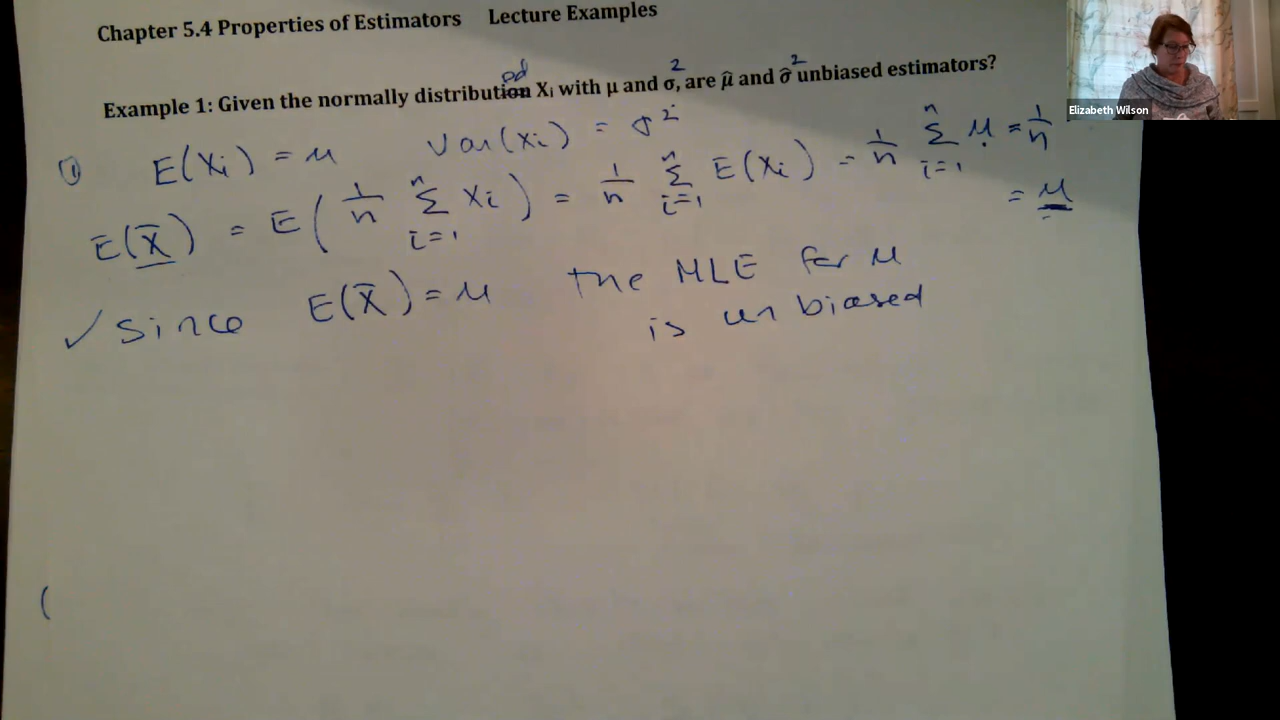 Chapter 5.4 Properties of Estimators Lecture Examples
Example 1: Given the normally distribution ed Xᵢ with μ and σ², are μ̂ and σ̂² unbiased estimators?
① E(Xᵢ) = μ Var(Xᵢ) = σ²
E(X̄) = E( 1/n Σ_{i=1}^{n} Xᵢ ) = 1/n Σ_{i=1}^{n} E(Xᵢ) = 1/n Σ_{i=1}^{n} μ = 1/n
= μ
✓ Since E(X̄) = μ the MLE for μ
is unbiased
(
Elizabeth Wilson